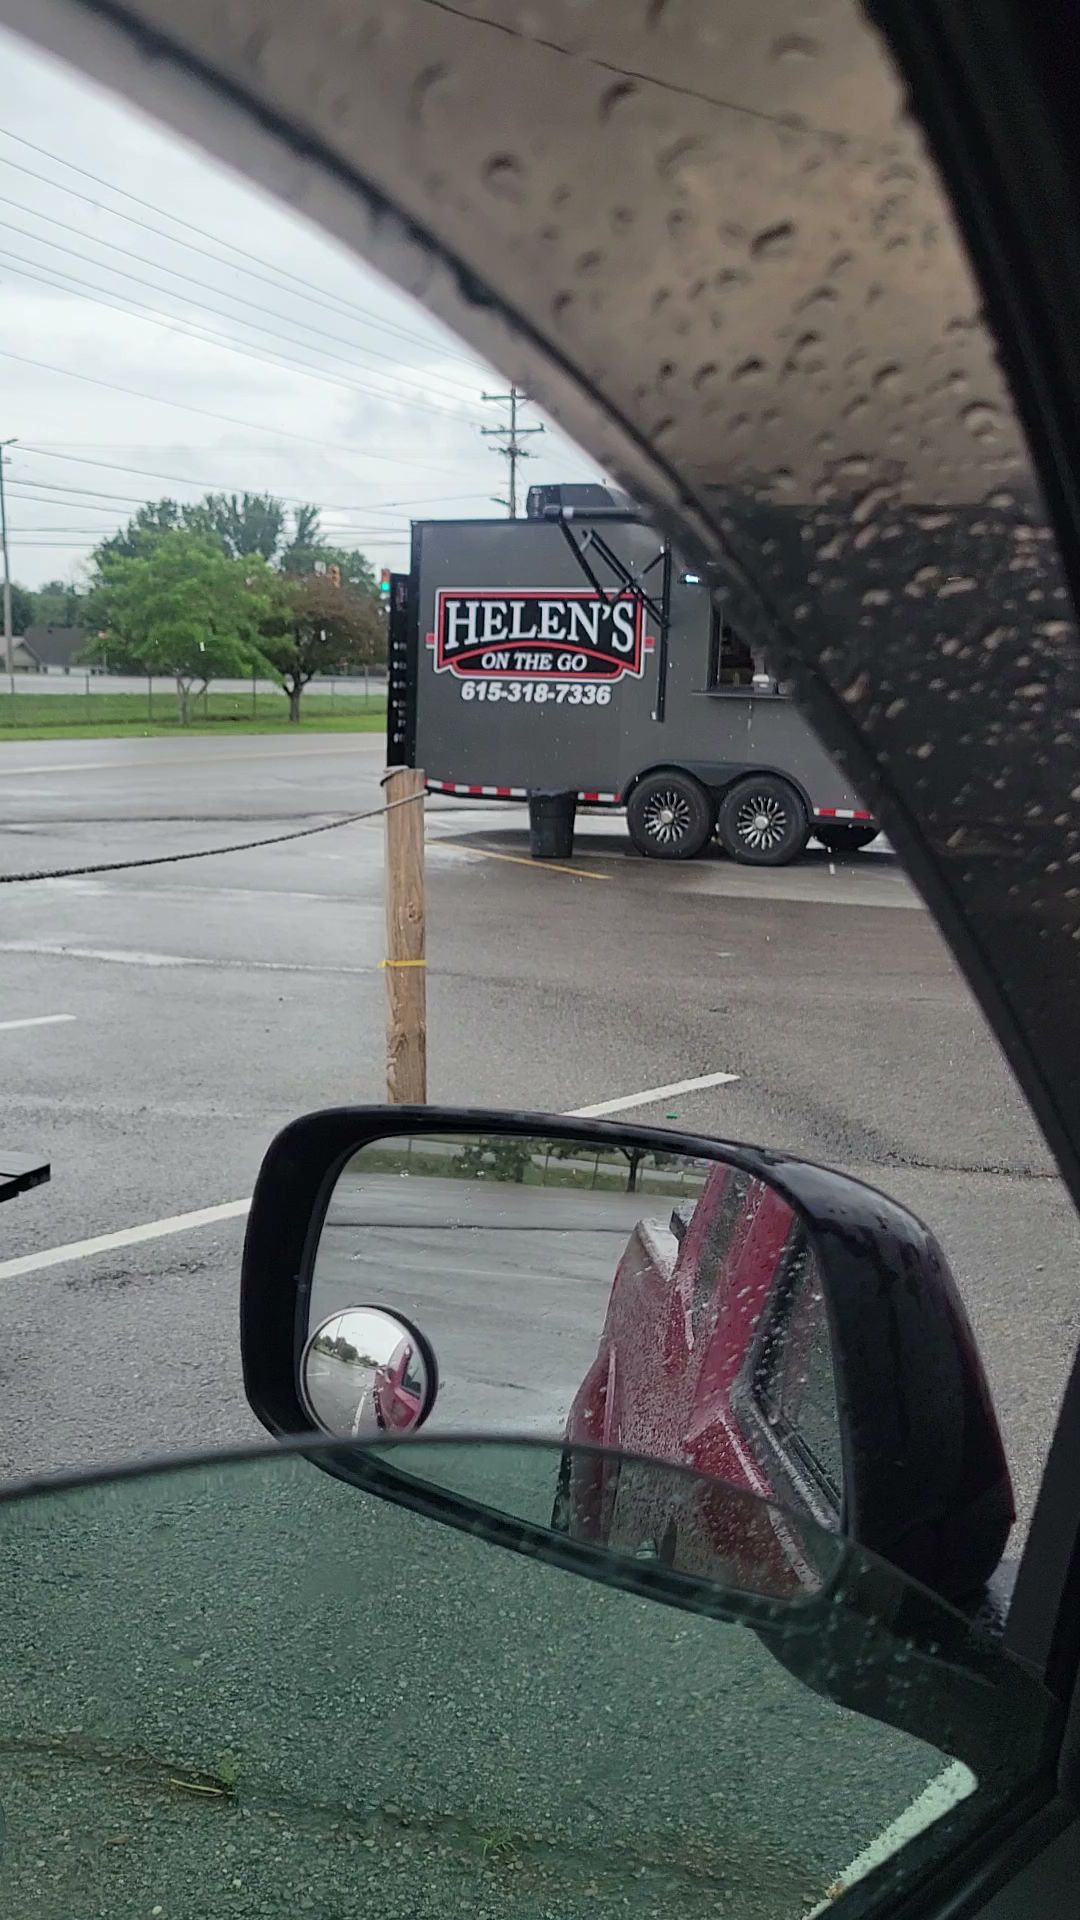 HELEN'S
ON THE GO
615-318-7336